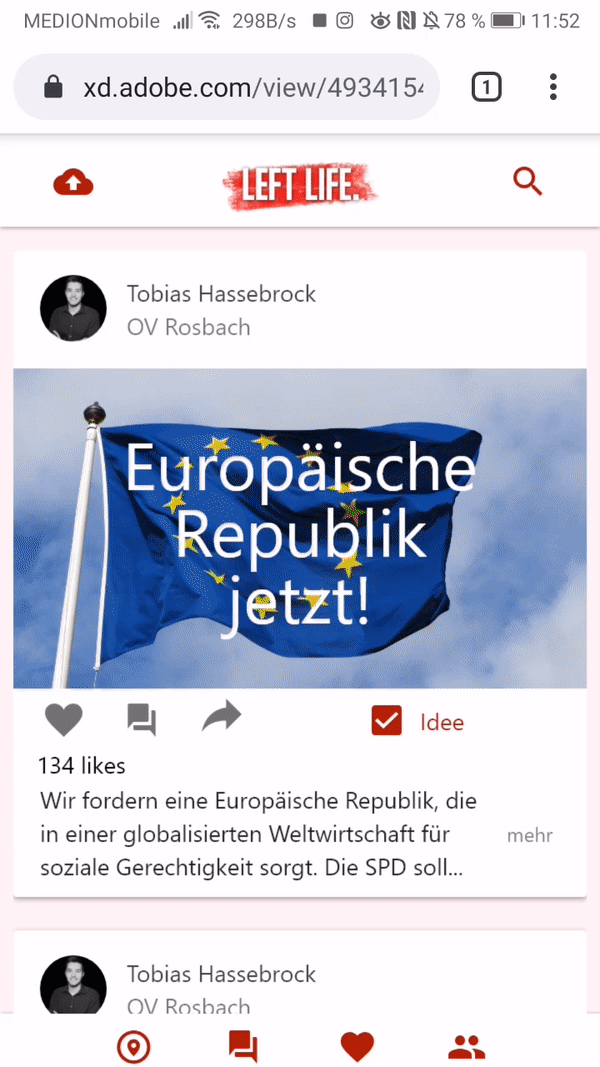 MEDIONmobile 298B/s 78 % 11:52
xd.adobe.com/view/4934154
1
LEFT LIFE.
Tobias Hassebrock
OV Rosbach
Europäische
Republik
jetzt!
Idee
134 likes
Wir fordern eine Europäische Republik, die
in einer globalisierten Weltwirtschaft für
mehr
soziale Gerechtigkeit sorgt. Die SPD soll...
Tobias Hassebrock
OV Rosbach